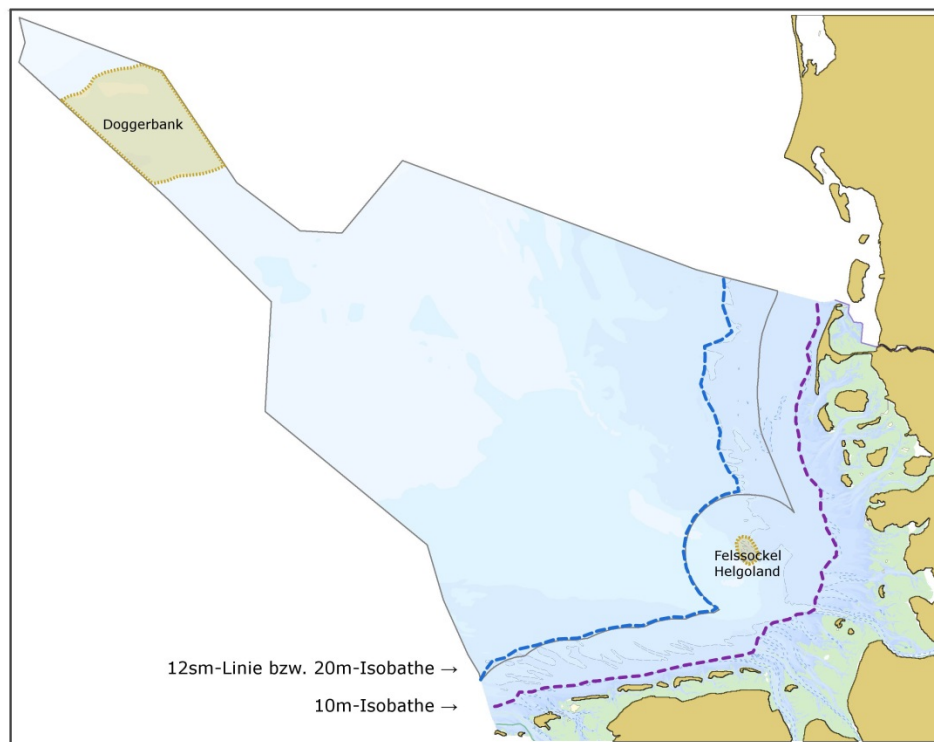 Doggerbank
Felssockel
Helgoland
12sm-Linie bzw. 20m-Isobathe →
10m-Isobathe →